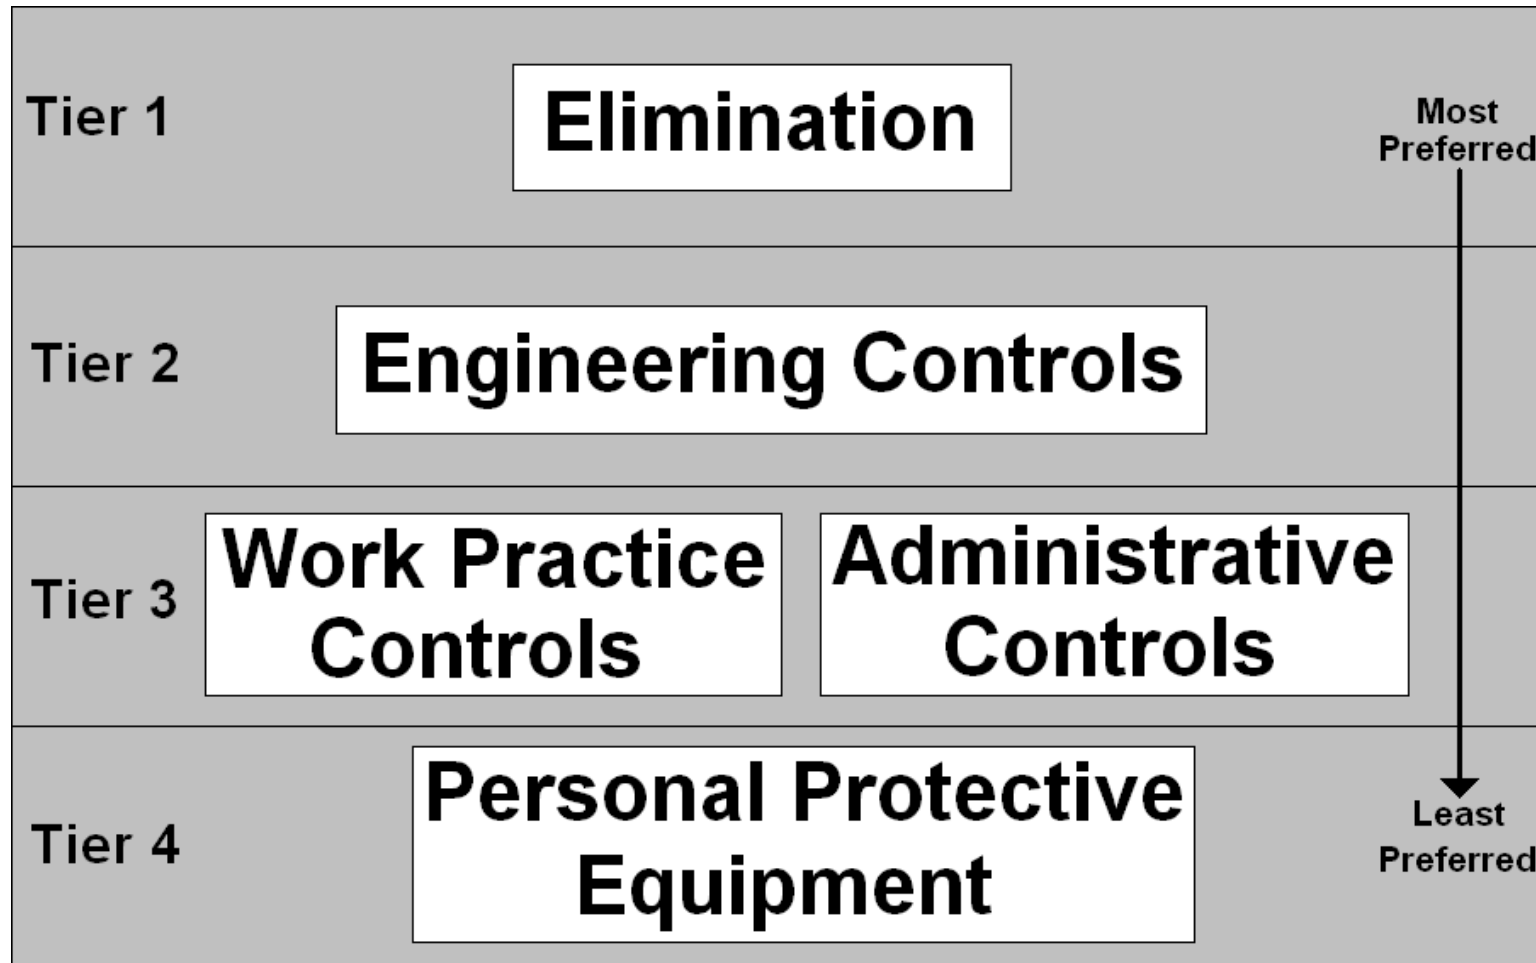 Tier 1
Elimination
Most
Preferred
Tier 2
Engineering Controls
Tier 3
Work Practice
Controls
Administrative
Controls
Tier 4
Personal Protective
Equipment
Least
Preferred